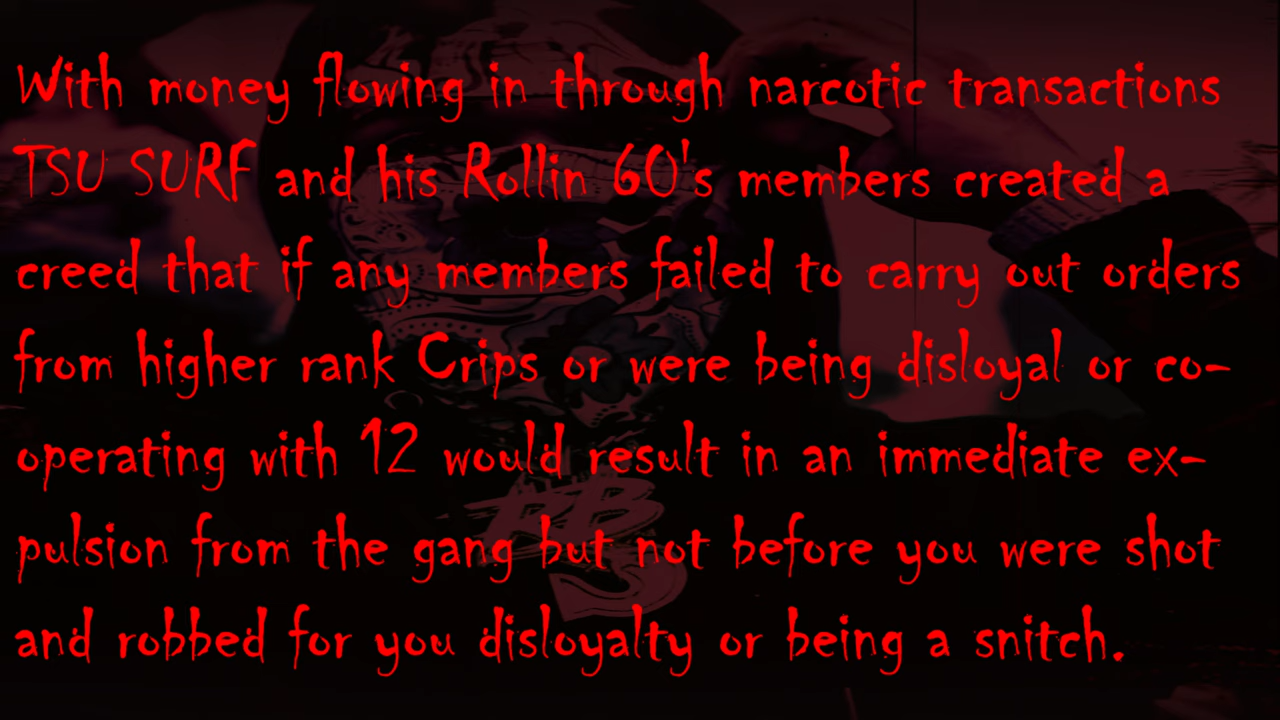 With money flowing in through narcotic transactions
TSU SURF and his Rollin 60's members created a
creed that if any members failed to carry out orders
from higher rank Crips or were being disloyal or co-
operating with 12 would result in an immediate ex-
pulsion from the gang but not before you were shot
and robbed for you disloyalty or being a snitch.